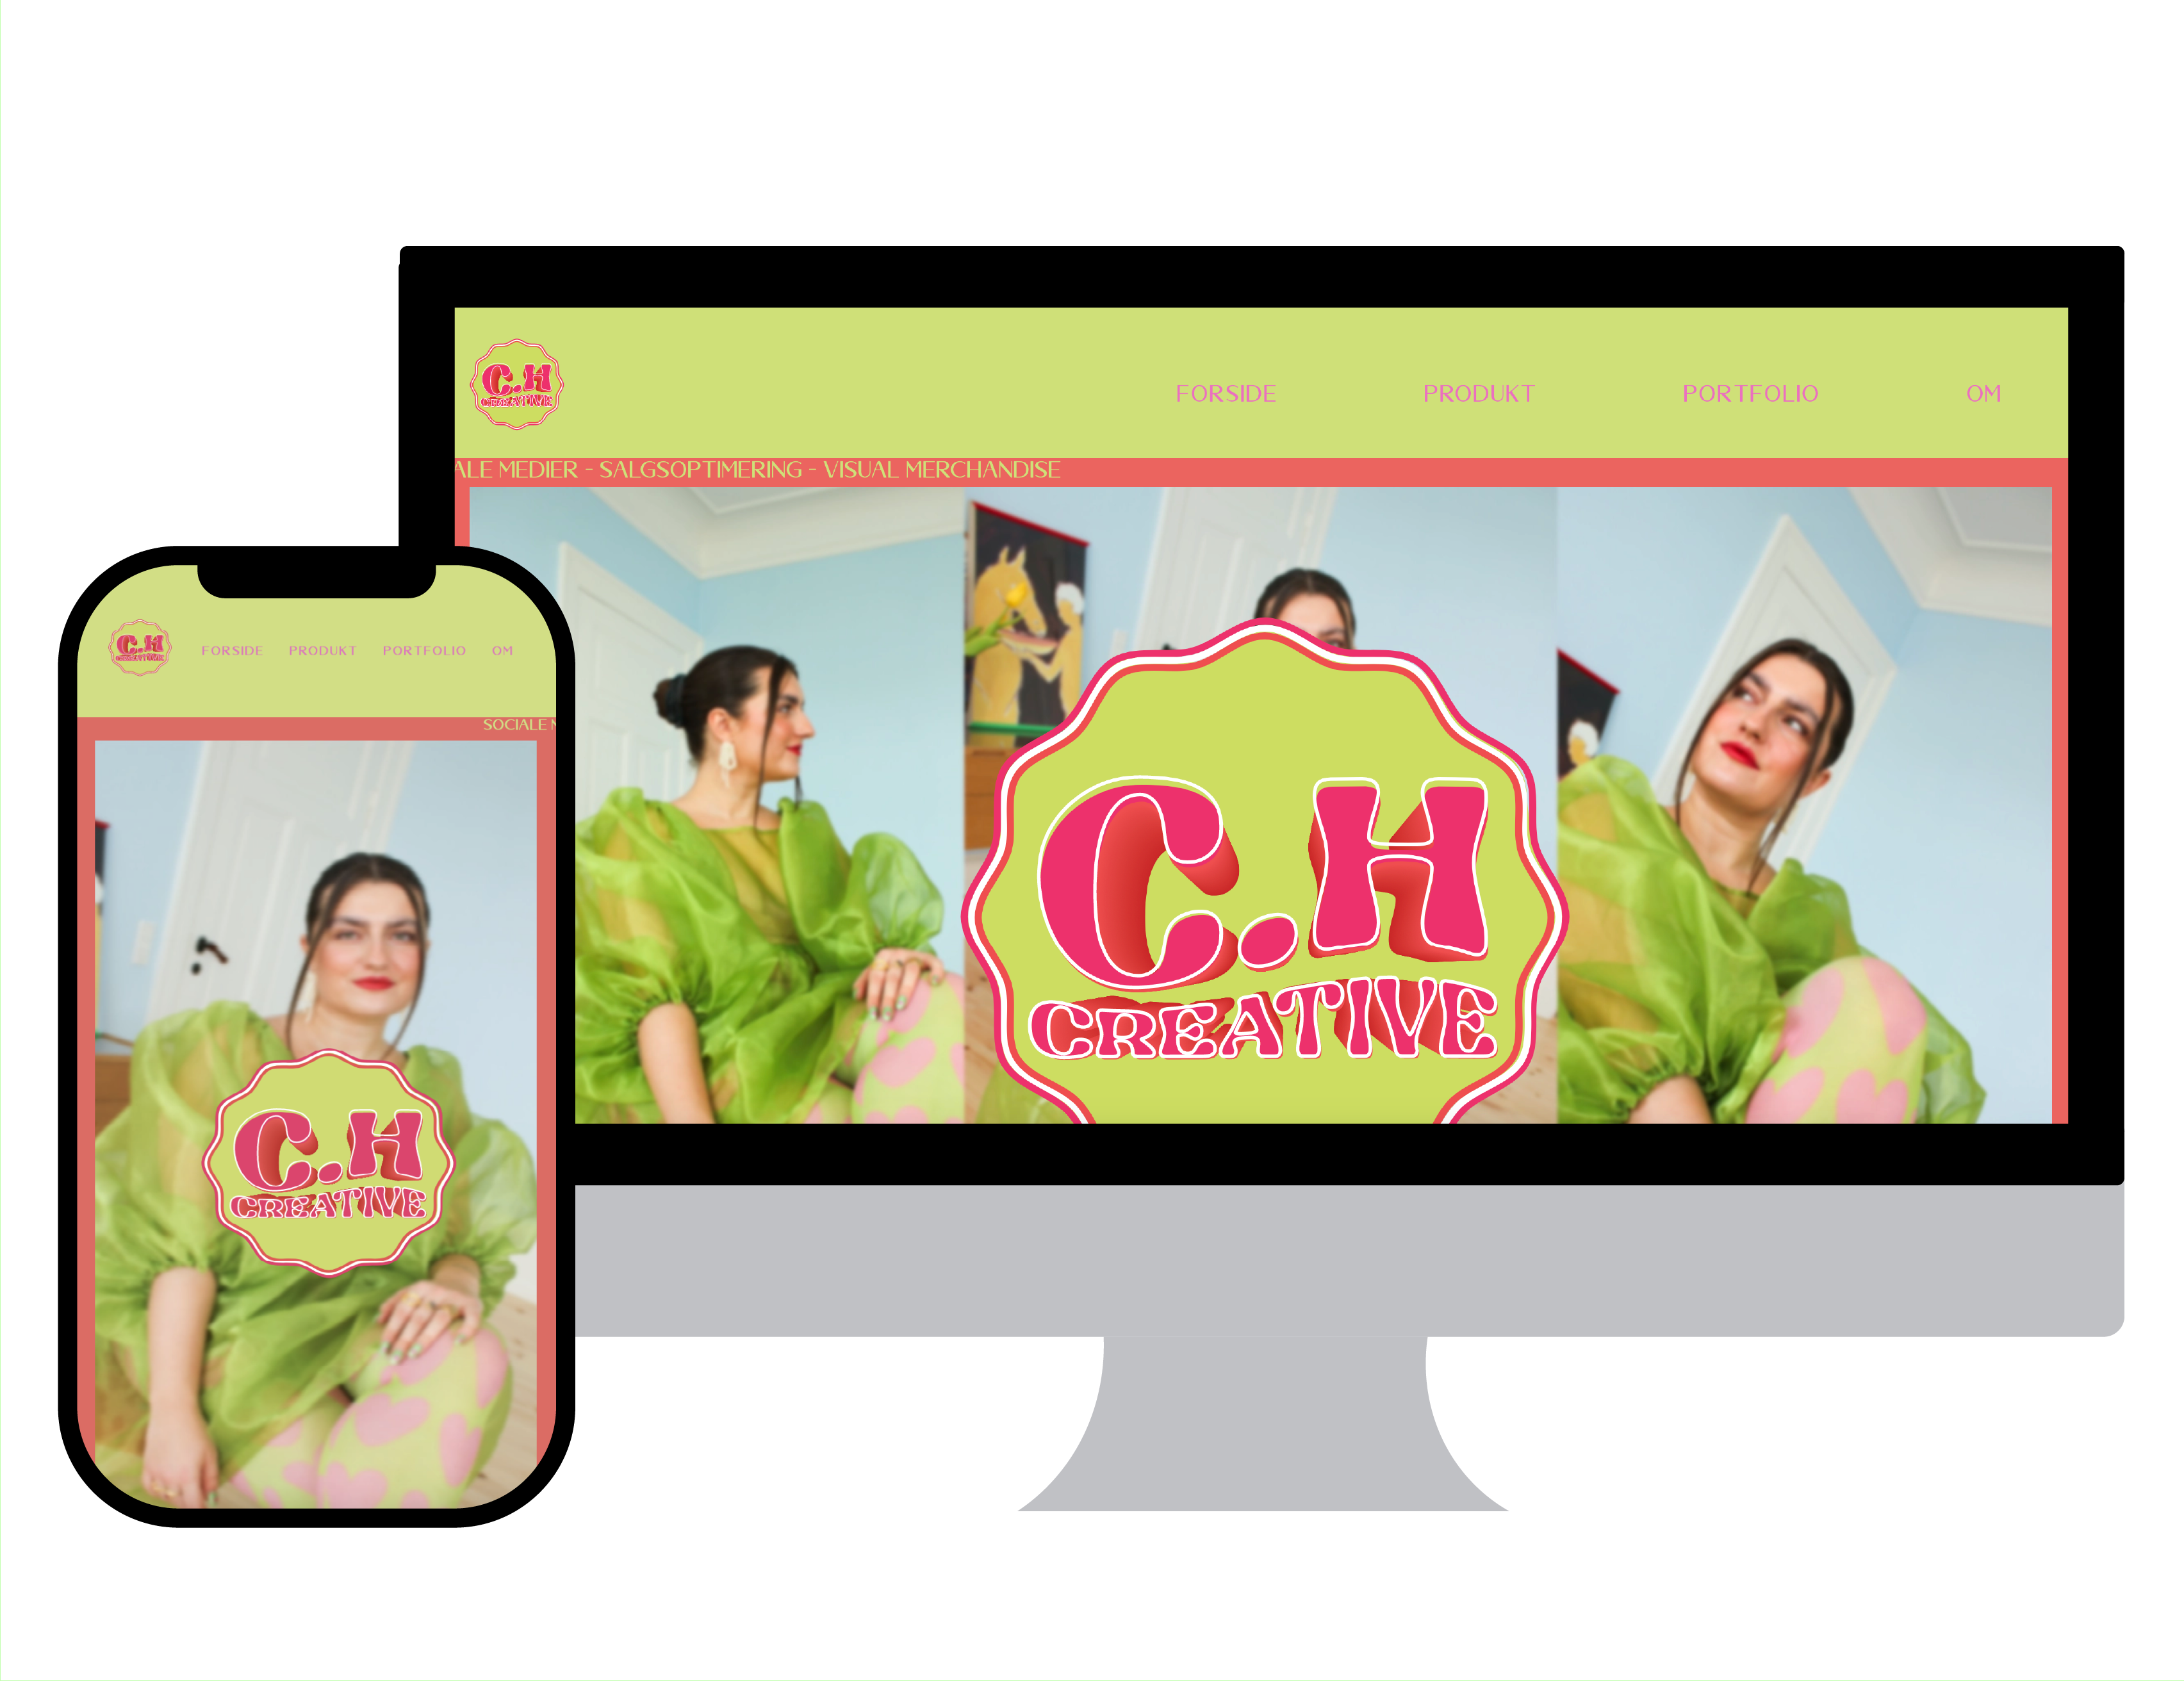 C.H
CREATIVE
FORSIDE PRODUKT PORTFOLIO OM
ALE MEDIER - SALGSOPTIMERING - VISUAL MERCHANDISE
C.H
CREATIVE
C.H
CREATIVE
FORSIDE PRODUKT PORTFOLIO OM
SOCIALE
C.H
CREATIVE